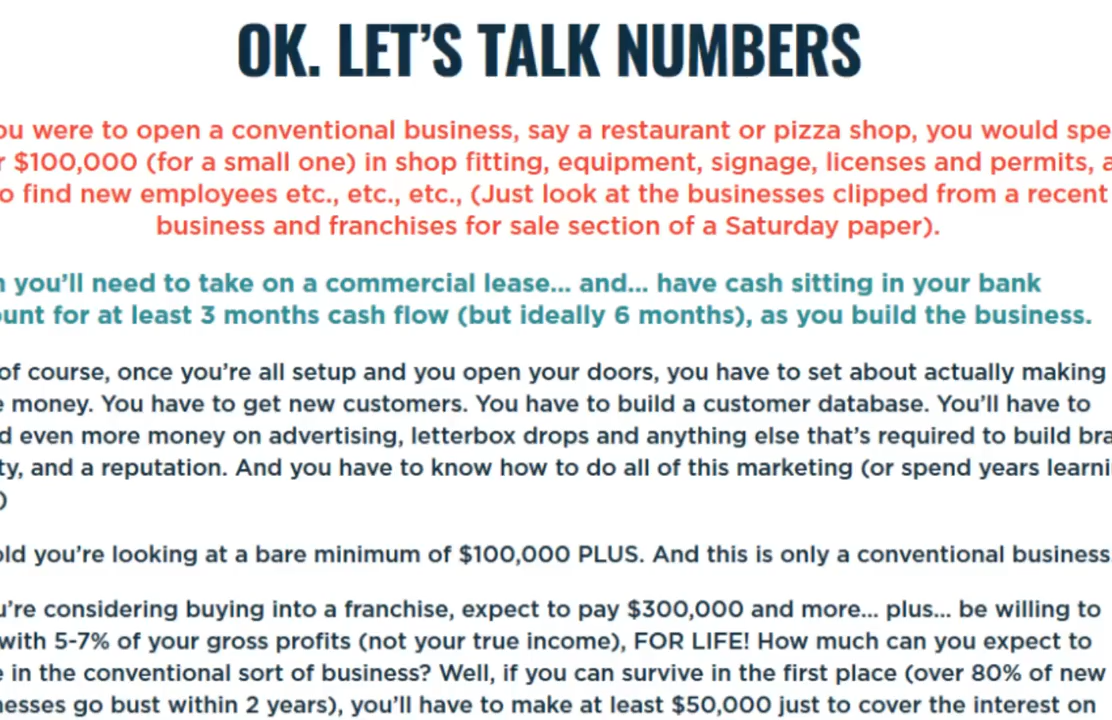 OK. LET'S TALK NUMBERS
ou were to open a conventional business, say a restaurant or pizza shop, you would spe
r $100,000 (for a small one) in shop fitting, equipment, signage, licenses and permits, a
o find new employees etc., etc., etc., (Just look at the businesses clipped from a recent
business and franchises for sale section of a Saturday paper).
n you'll need to take on a commercial lease... and... have cash sitting in your bank
ount for at least 3 months cash flow (but ideally 6 months), as you build the business.
of course, once you're all setup and you open your doors, you have to set about actually making
e money. You have to get new customers. You have to build a customer database. You'll have to
d even more money on advertising, letterbox drops and anything else that's required to build bra
ty, and a reputation. And you have to know how to do all of this marketing (or spend years learni
)
old you're looking at a bare minimum of $100,000 PLUS. And this is only a conventional business.
u're considering buying into a franchise, expect to pay $300,000 and more... plus... be willing to
with 5-7% of your gross profits (not your true income), FOR LIFE! How much can you expect to
e in the conventional sort of business? Well, if you can survive in the first place (over 80% of new
nesses go bust within 2 years), you'll have to make at least $50,000 just to cover the interest on